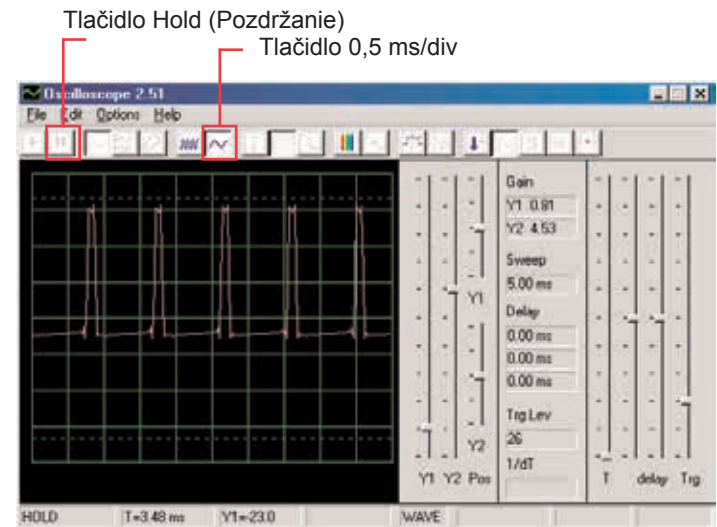 Tlačidlo Hold (Pozdržanie)
Tlačidlo 0,5 ms/div
Oscilloscope 2.51
File Edit Options Help
Gain
Y1 0.81
Y2 4.53
Sweep
5.00 ms
Delay
0.00 ms
0.00 ms
0.00 ms
Trg Lev
26
1/dT
Y1
Y2
Y1 Y2 Pos
T delay Trg
HOLD T=3.48 ms Y1=-23.0 WAVE